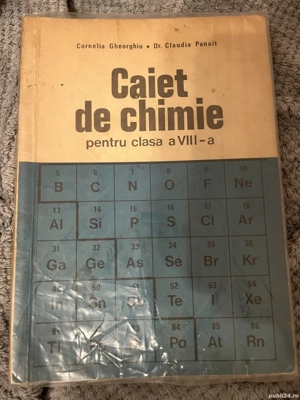 Cornelia Gheorghiu • Dr. Claudia Panait
Caiet
de chimie
pentru clasa a VIII-a
5 6 7 8 9 10
B C N O F Ne
13 14 15 16 17 18
Al Si P S Cl Ar
31 32 33 34 35 36
Ga Ge As Se Br Kr
50 51 52 53 54
In Sn Te I Xe
84 85 86
Tl Po At Rn
publi24.ro